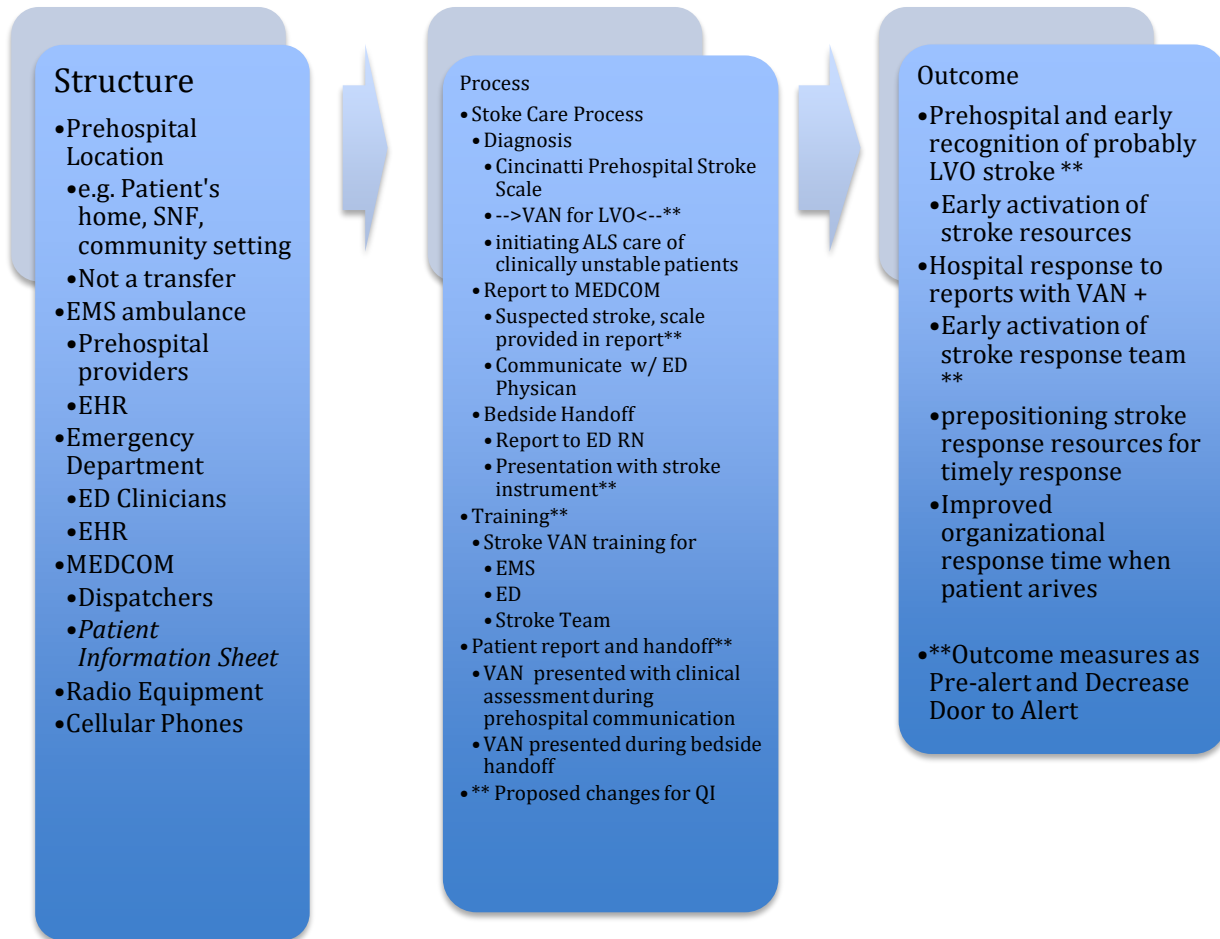 Structure
•Prehospital
Location
•e.g. Patient's
home, SNF,
community setting
•Not a transfer
•EMS ambulance
•Prehospital
providers
•EHR
•Emergency
Department
•ED Clinicians
•EHR
•MEDCOM
•Dispatchers
•Patient
Information Sheet
•Radio Equipment
•Cellular Phones
Process
•Stoke Care Process
•Diagnosis
•Cincinatti Prehospital Stroke
Scale
•-->VAN for LVO<--**
•initiating ALS care of
clinically unstable patients
•Report to MEDCOM
•Suspected stroke, scale
provided in report**
•Communicate w/ ED
Physican
•Bedside Handoff
•Report to ED RN
•Presentation with stroke
instrument**
•Training**
•Stroke VAN training for
•EMS
•ED
•Stroke Team
•Patient report and handoff**
•VAN presented with clinical
assessment during
prehospital communication
•VAN presented during bedside
handoff
•** Proposed changes for QI
Outcome
•Prehospital and early
recognition of probably
LVO stroke **
•Early activation of
stroke resources
•Hospital response to
reports with VAN +
•Early activation of
stroke response team
**
•prepositioning stroke
response resources for
timely response
•Improved
organizational
response time when
patient arives
•**Outcome measures as
Pre-alert and Decrease
Door to Alert